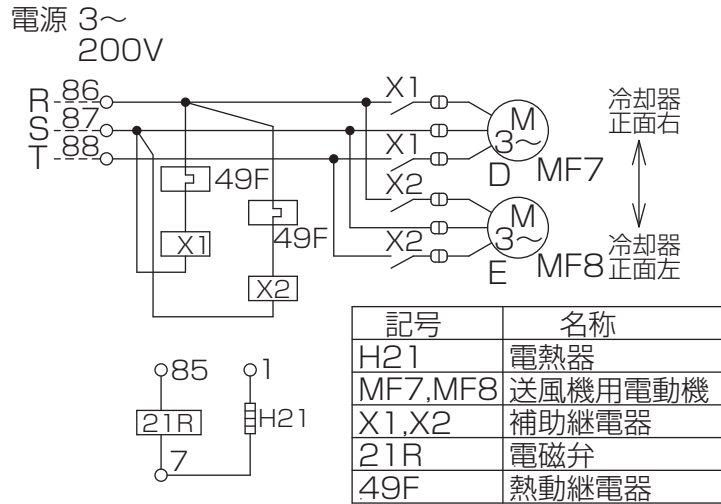 電源 3～
200V
R 86
S 87
T 88
X1
X1
X2
X2
M
3～
D MF7
M
3～
E MF8
冷却器
正面右
冷却器
正面左
49F
49F
X1
X2
85
1
21R
H21
7
記号 名称
H21 電熱器
MF7,MF8 送風機用電動機
X1,X2 補助継電器
21R 電磁弁
49F 熱動継電器